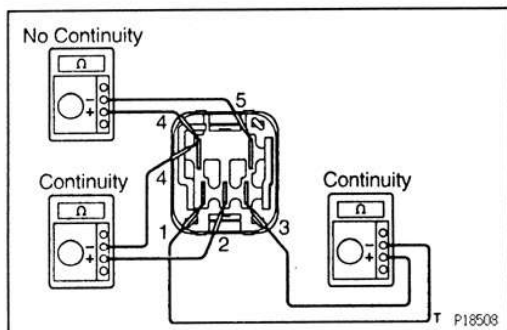 No Continuity
Ω
- +
4
5
4
Continuity
Ω
- +
1
2
3
Continuity
Ω
- +
T P18508